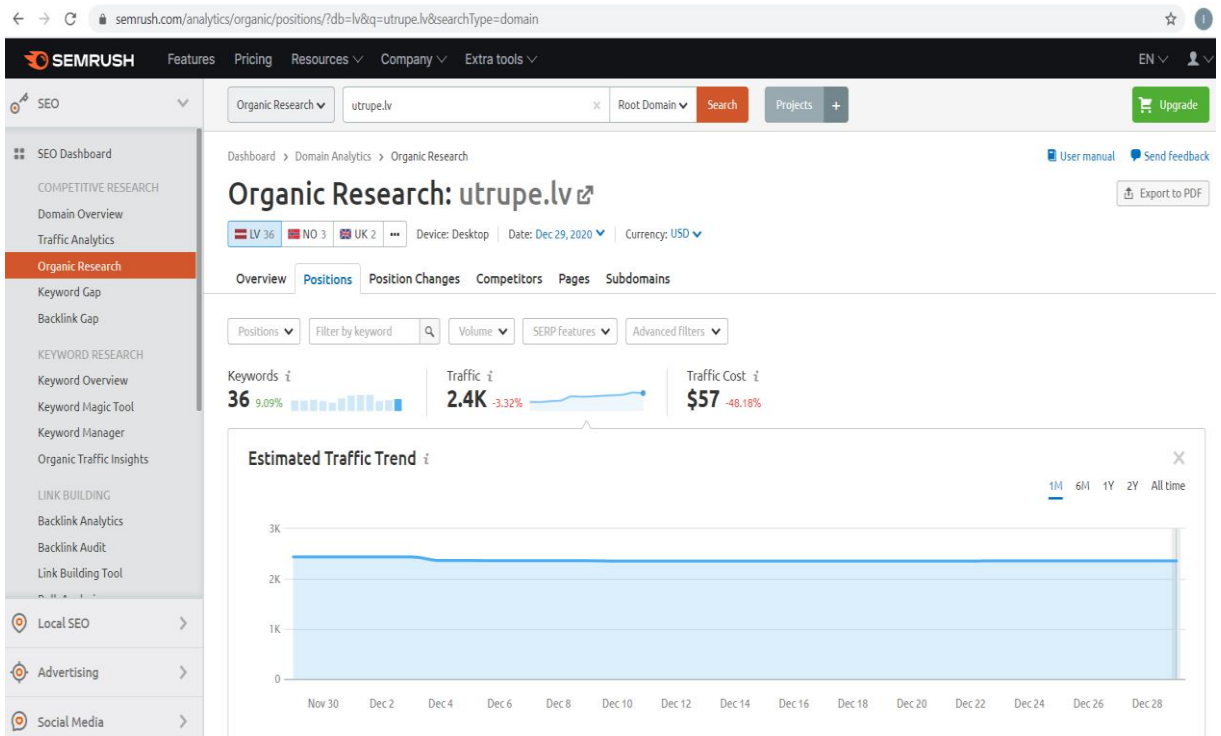 semrush.com/analytics/organic/positions/?db=lv&q=utrupe.lv&searchType=domain
I
SEMRUSH Features Pricing Resources Company Extra tools EN
SEO
Organic Research utrupe.lv × Root Domain Search Projects + Upgrade
SEO Dashboard
COMPETITIVE RESEARCH
Domain Overview
Traffic Analytics
Organic Research
Keyword Gap
Backlink Gap
KEYWORD RESEARCH
Keyword Overview
Keyword Magic Tool
Keyword Manager
Organic Traffic Insights
LINK BUILDING
Backlink Analytics
Backlink Audit
Link Building Tool
Local SEO
Advertising
Social Media
Dashboard > Domain Analytics > Organic Research User manual Send feedback
Organic Research: utrupe.lv Export to PDF
LV 36 NO 3 UK 2 ••• Device: Desktop Date: Dec 29, 2020 Currency: USD
Overview Positions Position Changes Competitors Pages Subdomains
Positions Filter by keyword Volume SERP features Advanced filters
Keywords i Traffic i Traffic Cost i
36 9.09% 2.4K -3.32% $57 -48.18%
Estimated Traffic Trend i
1M 6M 1Y 2Y All time
3K
2K
1K
0
Nov 30 Dec 2 Dec 4 Dec 6 Dec 8 Dec 10 Dec 12 Dec 14 Dec 16 Dec 18 Dec 20 Dec 22 Dec 24 Dec 26 Dec 28